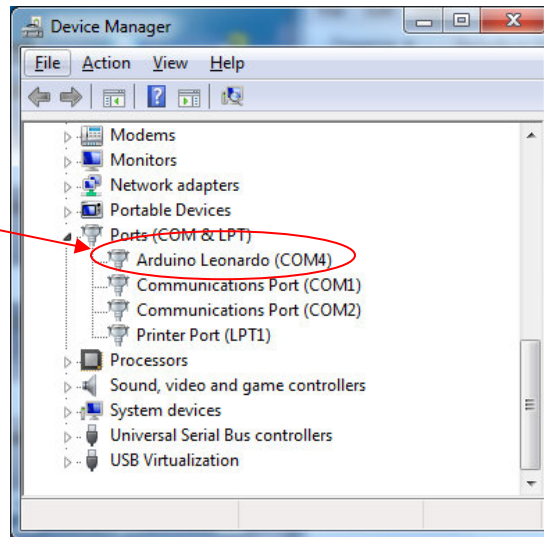 Device Manager
File Action View Help
Modems
Monitors
Network adapters
Portable Devices
Ports (COM & LPT)
Arduino Leonardo (COM4)
Communications Port (COM1)
Communications Port (COM2)
Printer Port (LPT1)
Processors
Sound, video and game controllers
System devices
Universal Serial Bus controllers
USB Virtualization